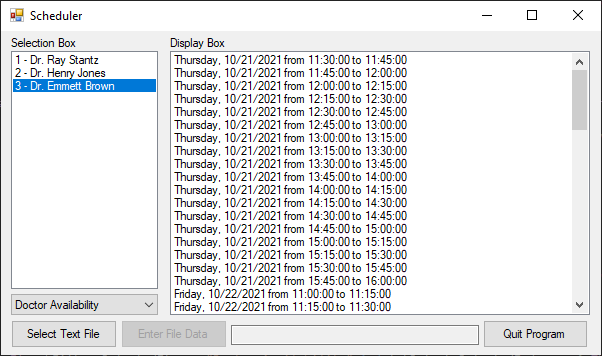 Scheduler
Selection Box
1 - Dr. Ray Stantz
2 - Dr. Henry Jones
3 - Dr. Emmett Brown
Doctor Availability
Display Box
Thursday, 10/21/2021 from 11:30:00 to 11:45:00
Thursday, 10/21/2021 from 11:45:00 to 12:00:00
Thursday, 10/21/2021 from 12:00:00 to 12:15:00
Thursday, 10/21/2021 from 12:15:00 to 12:30:00
Thursday, 10/21/2021 from 12:30:00 to 12:45:00
Thursday, 10/21/2021 from 12:45:00 to 13:00:00
Thursday, 10/21/2021 from 13:00:00 to 13:15:00
Thursday, 10/21/2021 from 13:15:00 to 13:30:00
Thursday, 10/21/2021 from 13:30:00 to 13:45:00
Thursday, 10/21/2021 from 13:45:00 to 14:00:00
Thursday, 10/21/2021 from 14:00:00 to 14:15:00
Thursday, 10/21/2021 from 14:15:00 to 14:30:00
Thursday, 10/21/2021 from 14:30:00 to 14:45:00
Thursday, 10/21/2021 from 14:45:00 to 15:00:00
Thursday, 10/21/2021 from 15:00:00 to 15:15:00
Thursday, 10/21/2021 from 15:15:00 to 15:30:00
Thursday, 10/21/2021 from 15:30:00 to 15:45:00
Thursday, 10/21/2021 from 15:45:00 to 16:00:00
Friday, 10/22/2021 from 11:00:00 to 11:15:00
Friday, 10/22/2021 from 11:15:00 to 11:30:00
Select Text File
Enter File Data
Quit Program